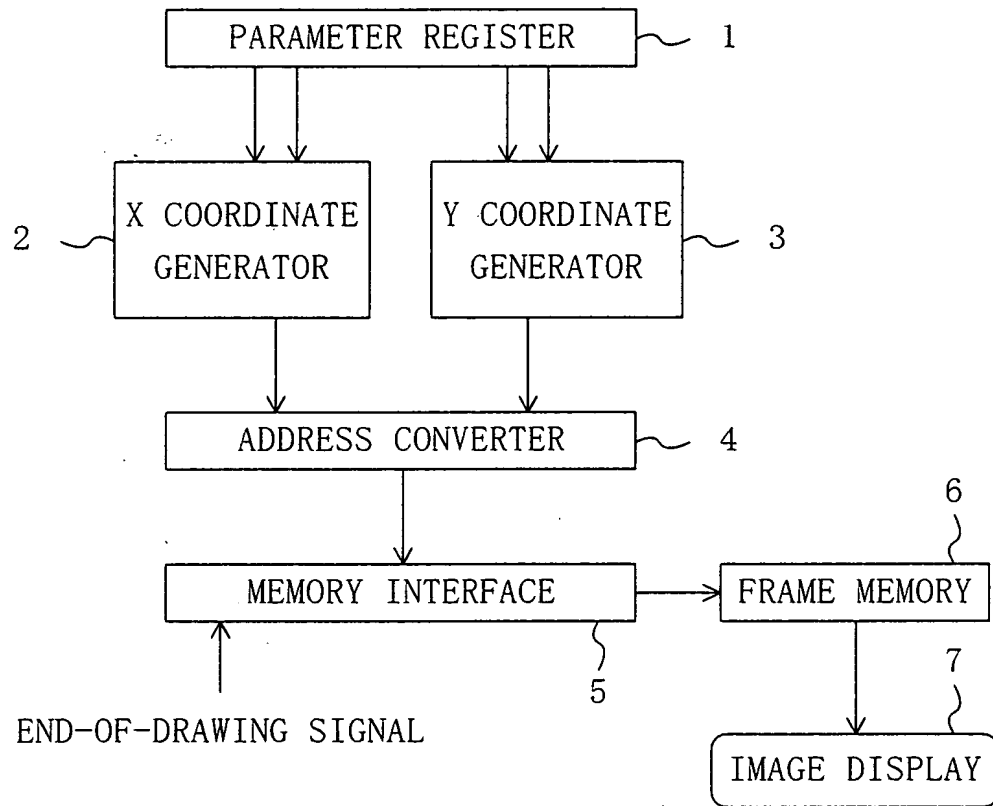 PARAMETER REGISTER
1
X COORDINATE
GENERATOR
2
Y COORDINATE
GENERATOR
3
ADDRESS CONVERTER
4
MEMORY INTERFACE
5
6
FRAME MEMORY
END-OF-DRAWING SIGNAL
7
IMAGE DISPLAY